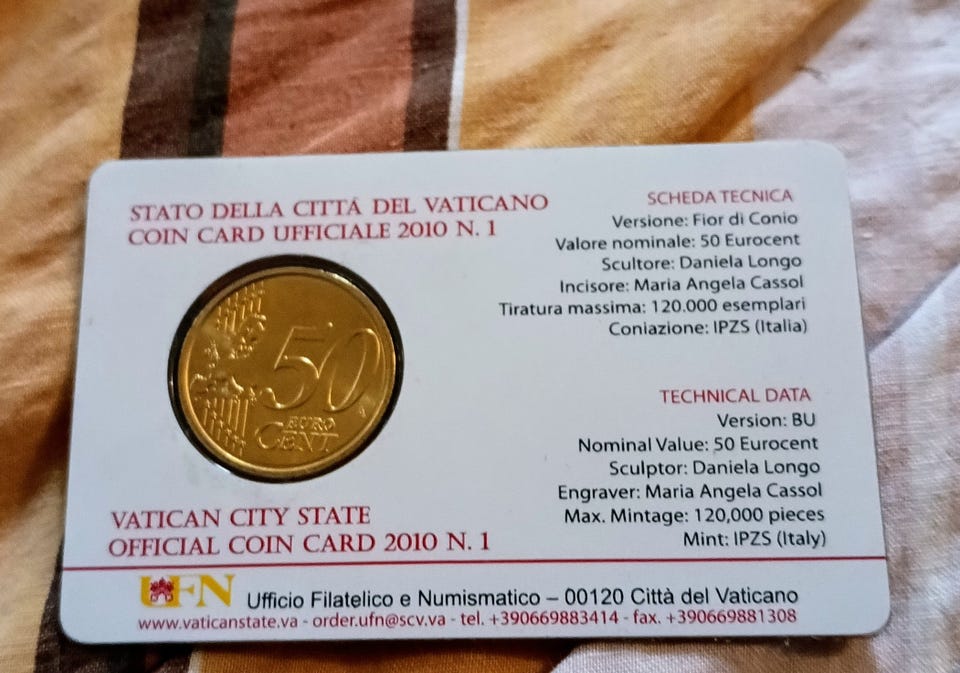 STATO DELLA CITTÁ DEL VATICANO
COIN CARD UFFICIALE 2010 N. 1
50
EURO
CENT
VATICAN CITY STATE
OFFICIAL COIN CARD 2010 N. 1
SCHEDA TECNICA
Versione: Fior di Conio
Valore nominale: 50 Eurocent
Scultore: Daniela Longo
Incisore: Maria Angela Cassol
Tiratura massima: 120.000 esemplari
Coniazione: IPZS (Italia)
TECHNICAL DATA
Version: BU
Nominal Value: 50 Eurocent
Sculptor: Daniela Longo
Engraver: Maria Angela Cassol
Max. Mintage: 120,000 pieces
Mint: IPZS (Italy)
UFN Ufficio Filatelico e Numismatico – 00120 Città del Vaticano
www.vaticanstate.va - order.ufn@scv.va - tel. +390669883414 - fax. +390669881308